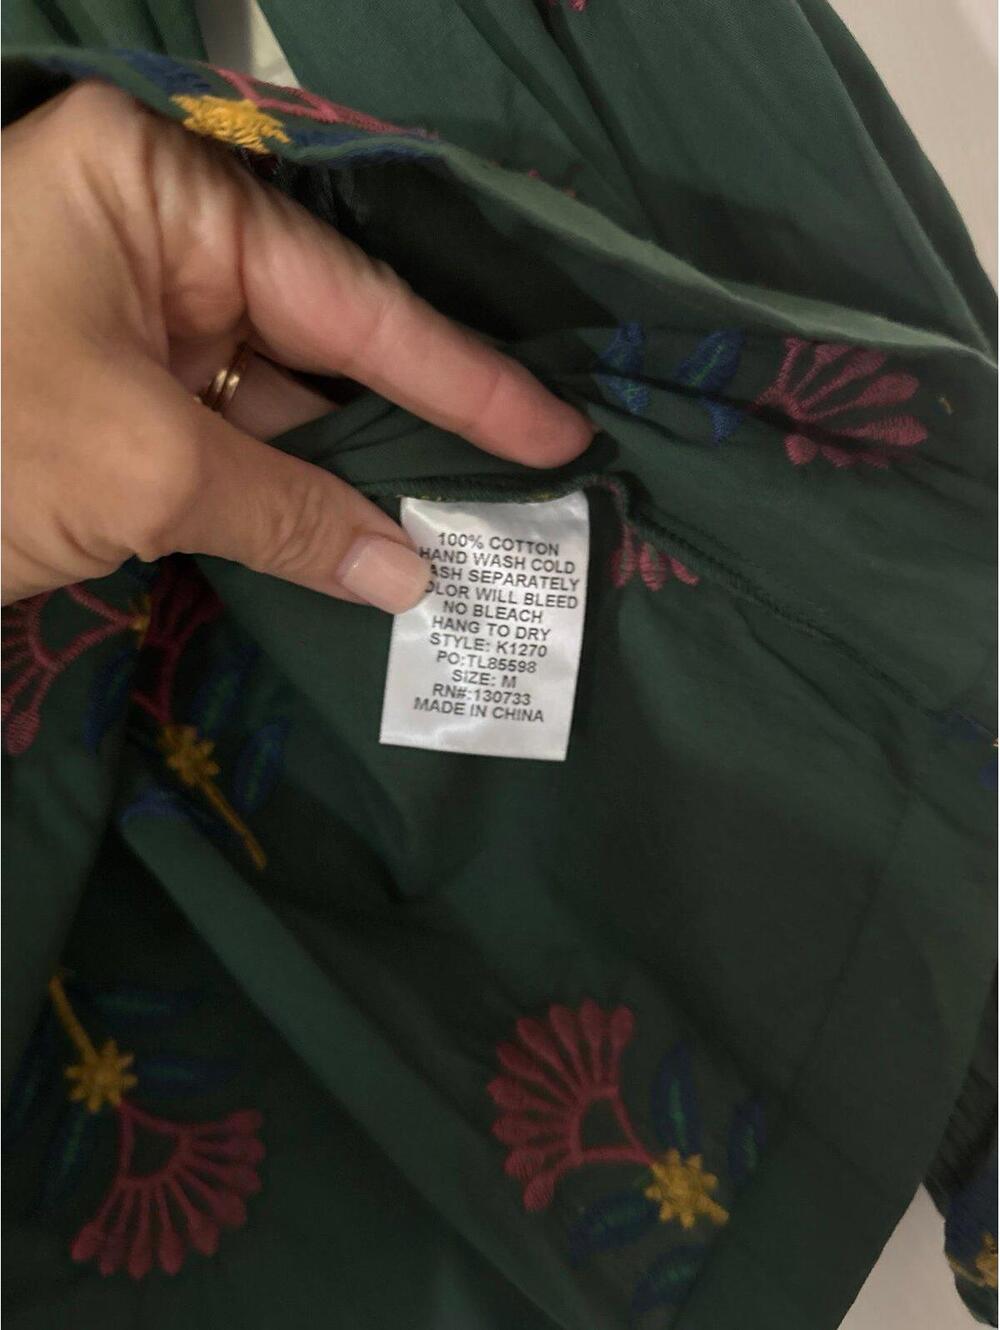 100% COTTON
HAND WASH COLD
ASH SEPARATELY
OLOR WILL BLEED
NO BLEACH
HANG TO DRY
STYLE: K1270
PO:TL85598
SIZE: M
RN#:130733
MADE IN CHINA